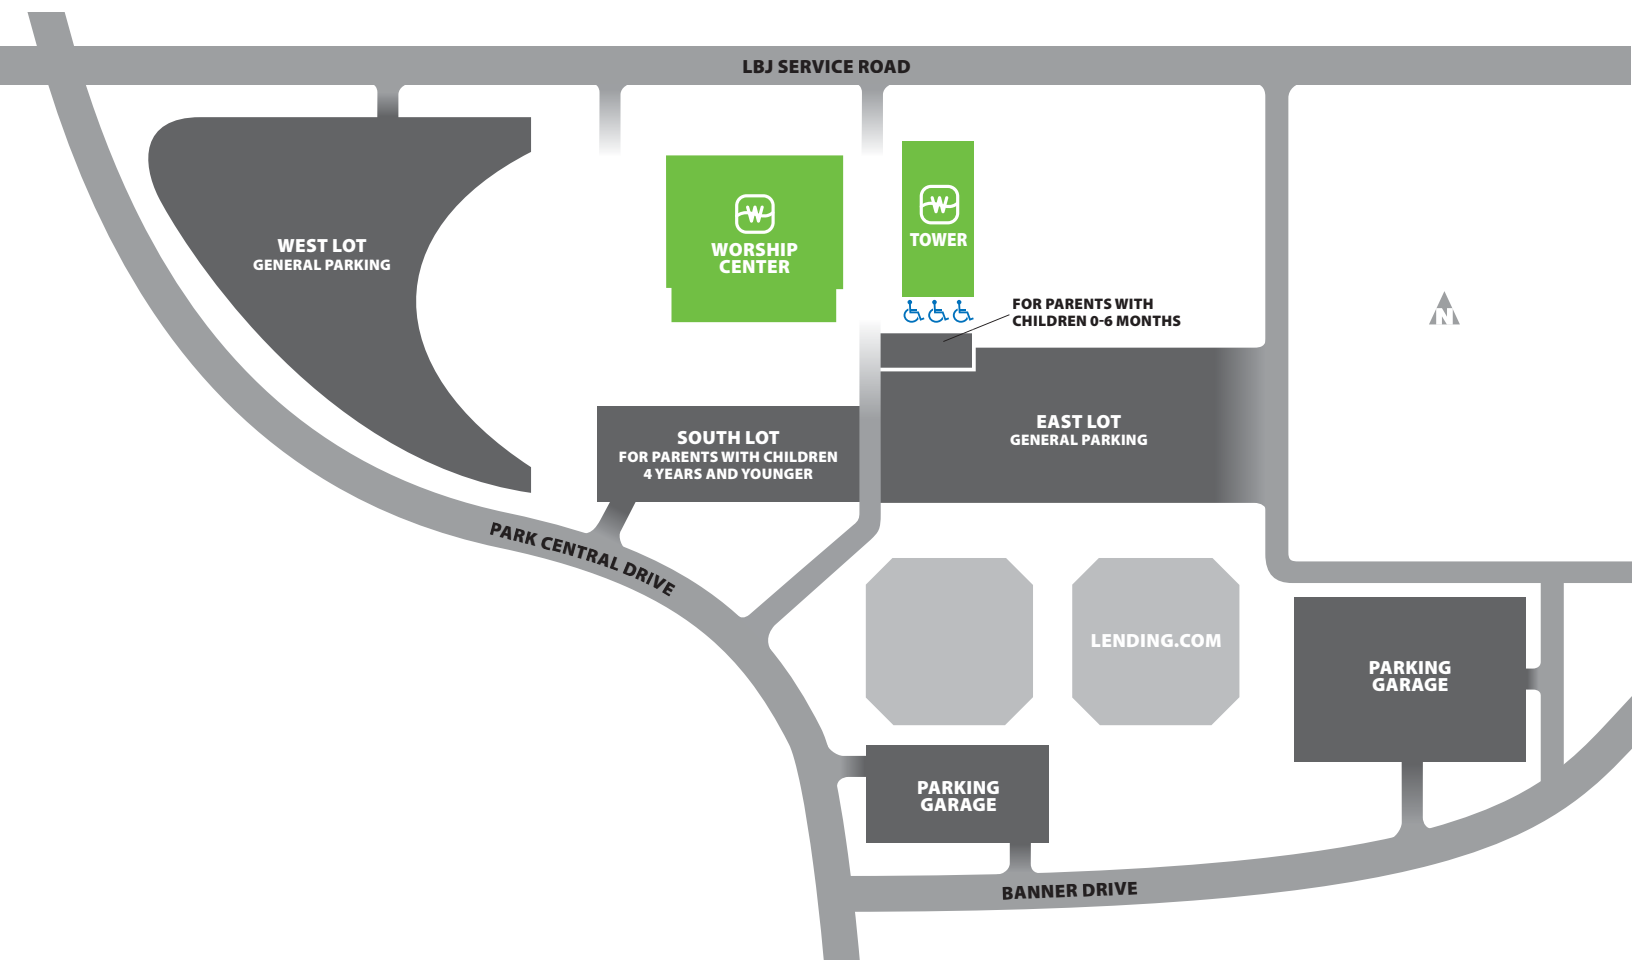 LBJ SERVICE ROAD
WEST LOT
GENERAL PARKING
W
WORSHIP
CENTER
W
TOWER
FOR PARENTS WITH
CHILDREN 0-6 MONTHS
N
SOUTH LOT
FOR PARENTS WITH CHILDREN
4 YEARS AND YOUNGER
EAST LOT
GENERAL PARKING
PARK CENTRAL DRIVE
LENDING.COM
PARKING
GARAGE
PARKING
GARAGE
BANNER DRIVE